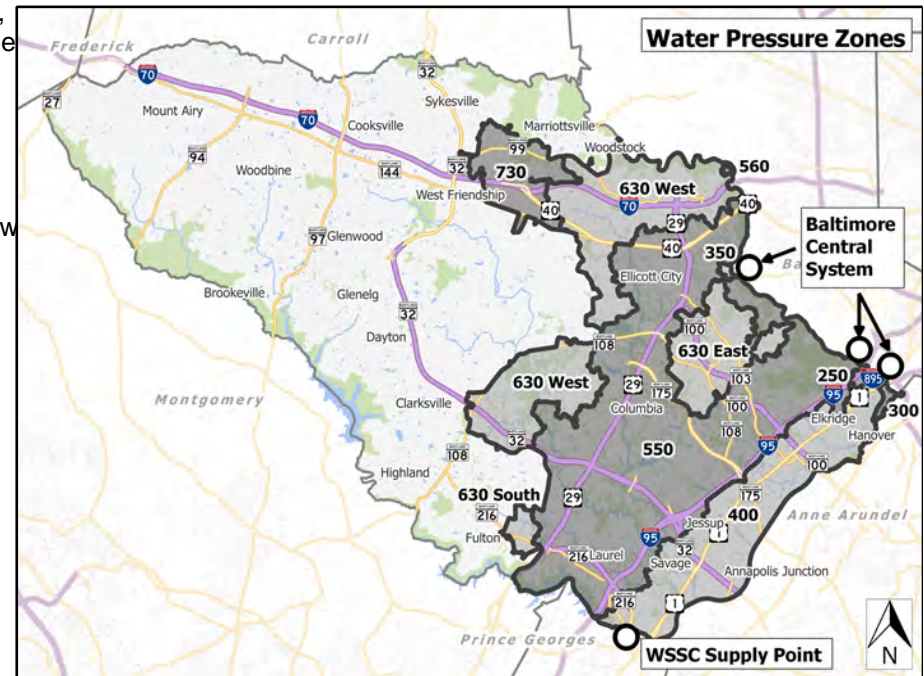 ,
e
w
Water Pressure Zones
Frederick
Carroll
70
32
27
Mount Airy
Sykesville
70
Cooksville
Marriottsville
99
Woodstock
94
560
Woodbine
144
32
730
630 West
West Friendship
40
70
40
29
Baltimore
Central
System
97
Glenwood
40
350
Ba
Ellicott City
Brookeville
Glenelg
32
100
Dayton
108
630 East
630 West
29
250
895
175
103
95
1
300
Montgomery
Clarksville
Columbia
100
Elkridge
Hanover
32
108
95
108
550
100
Highland
175
630 South
29
400
Anne Arundel
216
Jessup
1
Fulton
95
32
216
Laurel
Savage
Annapolis Junction
216
1
Prince Georges
WSSC Supply Point
N